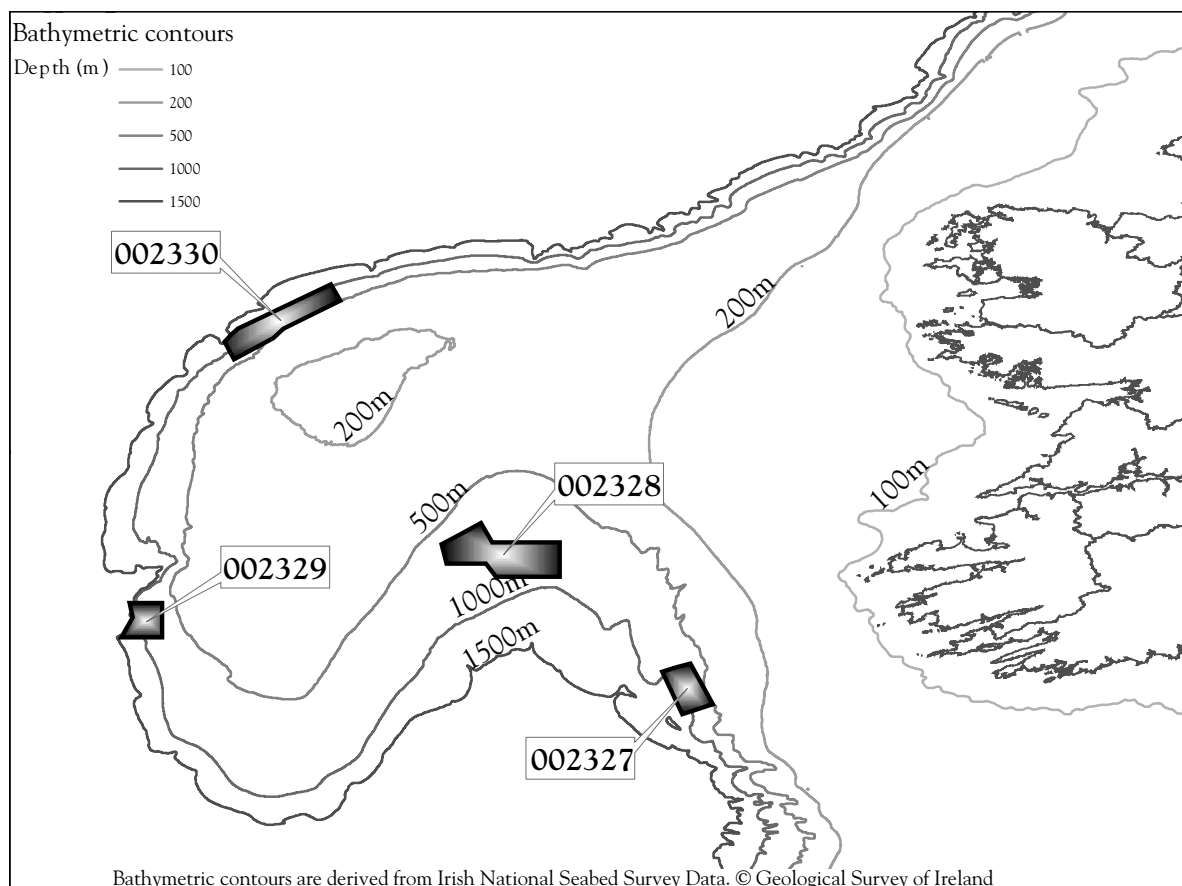 Bathymetric contours
Depth (m)
100
200
500
1000
1500
002330
200m
200m
002328
500m
100m
002329
1000m
1500m
002327
Bathymetric contours are derived from Irish National Seabed Survey Data. © Geological Survey of Ireland